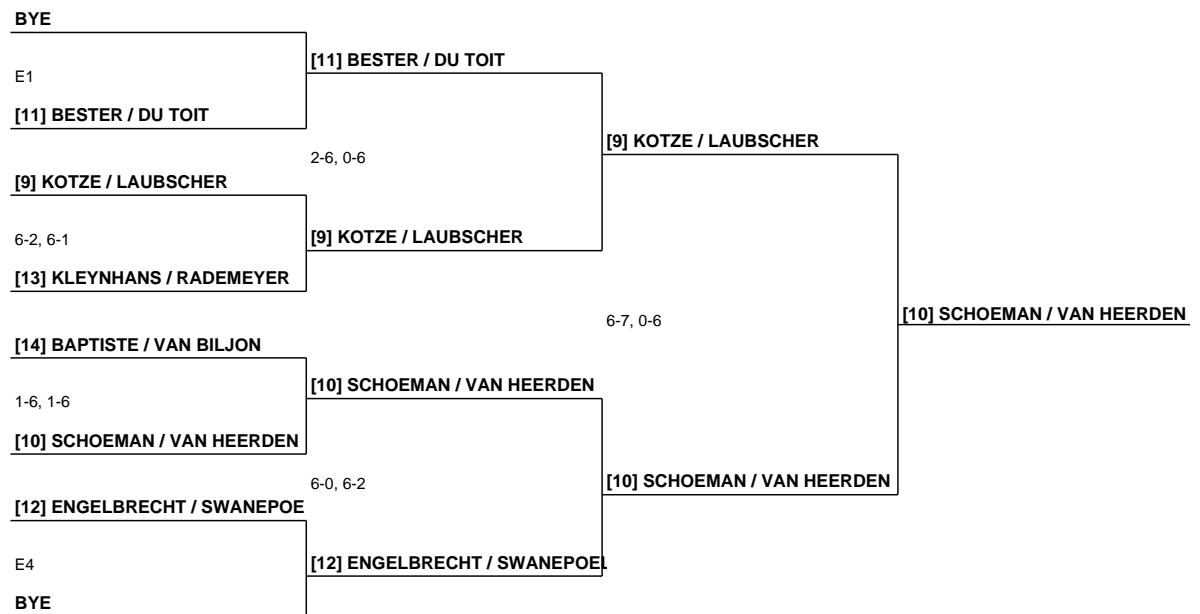 BYE
E1
[11] BESTER / DU TOIT
[11] BESTER / DU TOIT
2-6, 0-6
[9] KOTZE / LAUBSCHER
6-2, 6-1
[13] KLEYNHANS / RADEMEYER
[9] KOTZE / LAUBSCHER
[9] KOTZE / LAUBSCHER
6-7, 0-6
[10] SCHOEMAN / VAN HEERDEN
[14] BAPTISTE / VAN BILJON
1-6, 1-6
[10] SCHOEMAN / VAN HEERDEN
[10] SCHOEMAN / VAN HEERDEN
6-0, 6-2
[10] SCHOEMAN / VAN HEERDEN
[12] ENGELBRECHT / SWANEPOE
E4
BYE
[12] ENGELBRECHT / SWANEPOEL